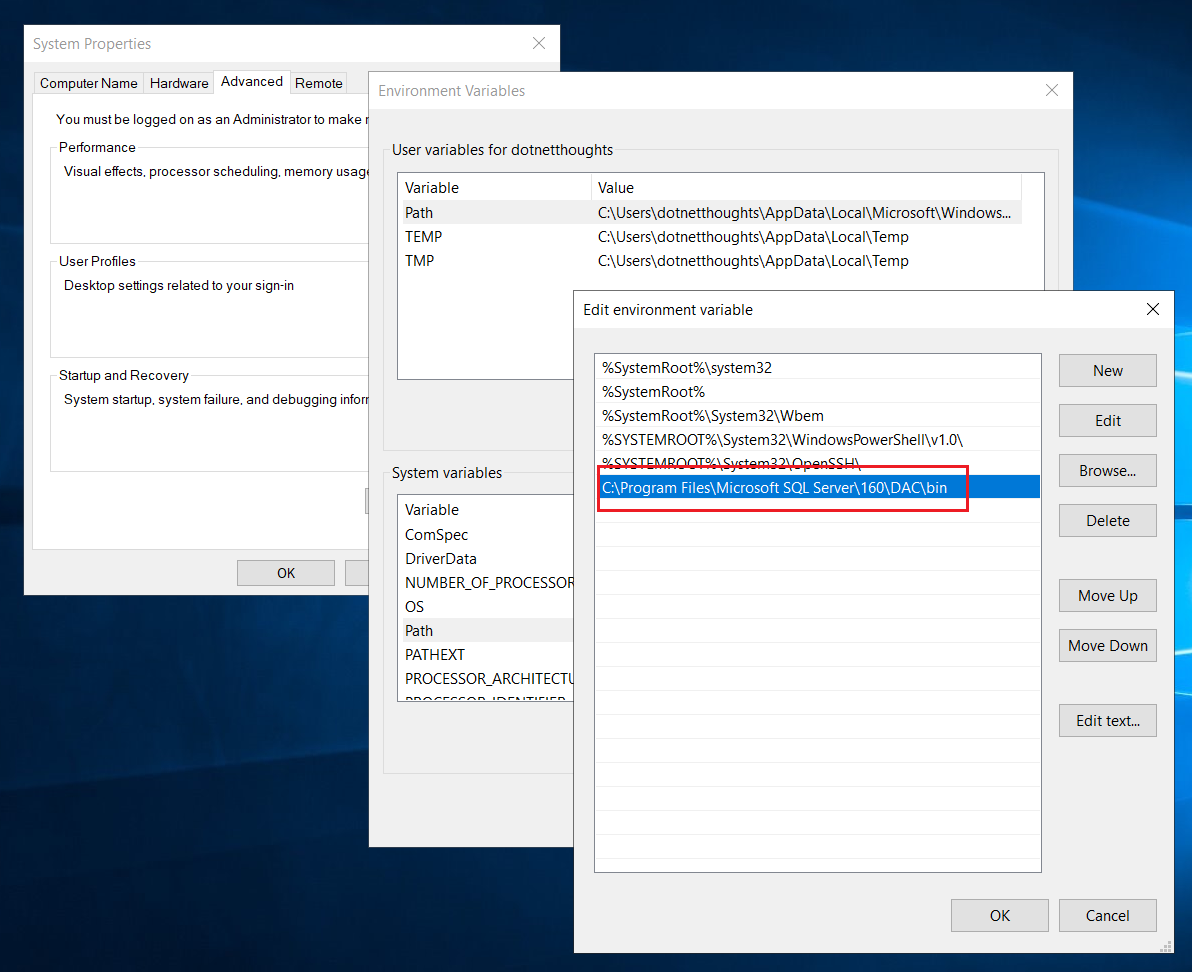 System Properties
Computer Name
Hardware
Advanced
Remote
You must be logged on as an Administrator to make
Performance
Visual effects, processor scheduling, memory usage
User Profiles
Desktop settings related to your sign-in
Startup and Recovery
System startup, system failure, and debugging infor
OK
Environment Variables
User variables for dotnetthoughts
Variable Value
Path C:\Users\dotnetthoughts\AppData\Local\Microsoft\Windows...
TEMP C:\Users\dotnetthoughts\AppData\Local\Temp
TMP C:\Users\dotnetthoughts\AppData\Local\Temp
System variables
Variable
ComSpec
DriverData
NUMBER_OF_PROCESSOR
OS
Path
PATHEXT
PROCESSOR_ARCHITECTU
PROCESSOR_IDENTIFIER
Edit environment variable
%SystemRoot%\system32
%SystemRoot%
%SystemRoot%\System32\Wbem
%SYSTEMROOT%\System32\WindowsPowerShell\v1.0\
%SYSTEMROOT%\System32\OpenSSH\
C:\Program Files\Microsoft SQL Server\160\DAC\bin
New
Edit
Browse...
Delete
Move Up
Move Down
Edit text...
OK
Cancel